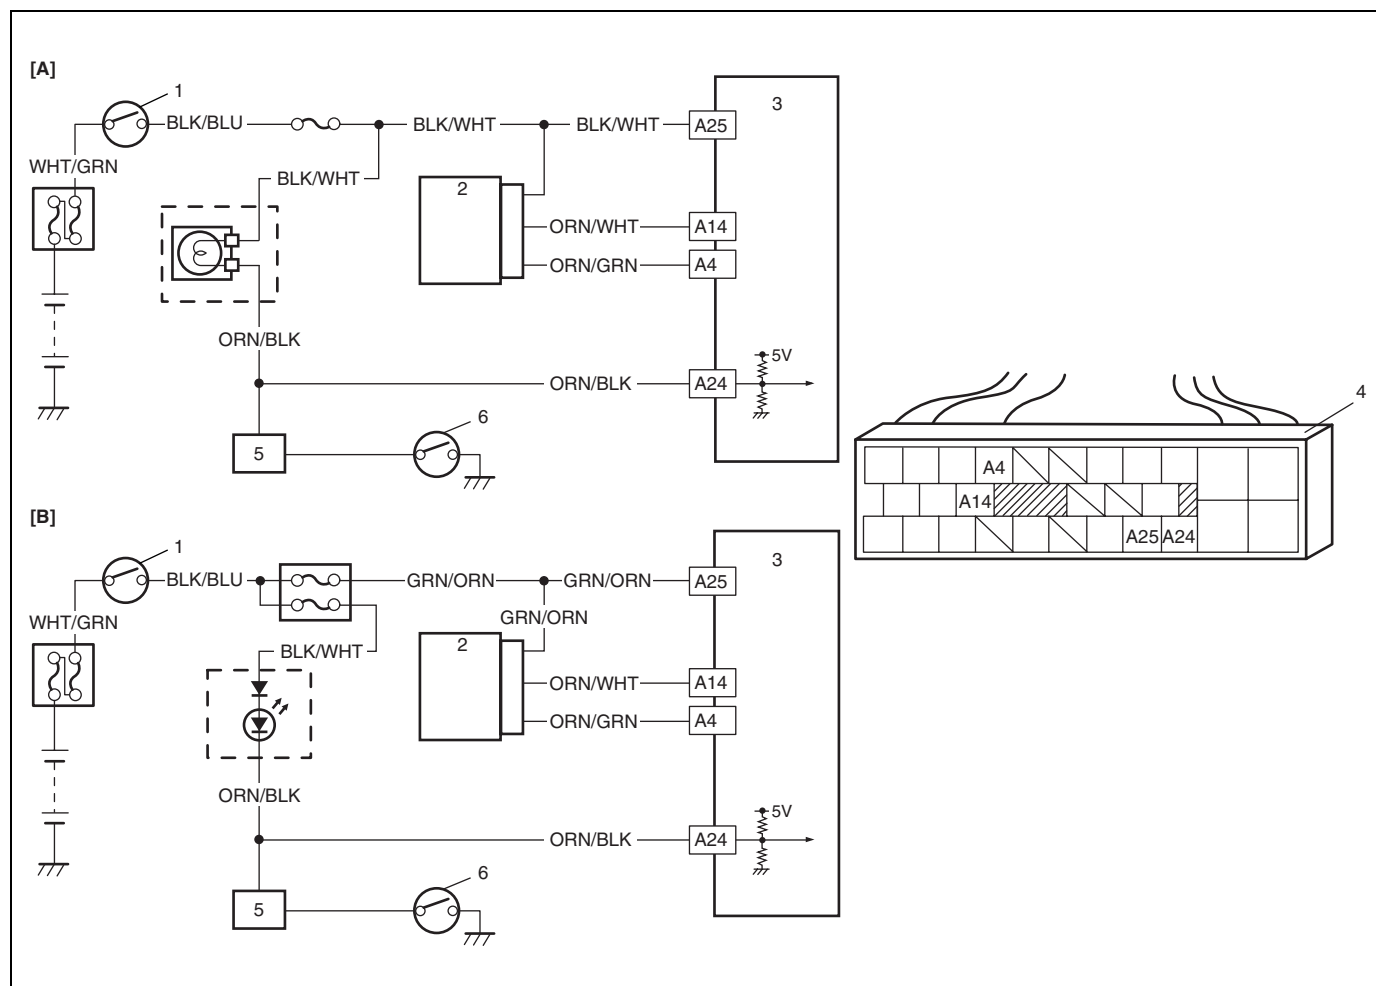 [A]
1
3
BLK/BLU BLK/WHT BLK/WHT A25
WHT/GRN
BLK/WHT
2
ORN/WHT A14
ORN/GRN A4
ORN/BLK
5V
ORN/BLK A24
4
6
5
A4
A14
A25 A24
[B]
1
3
BLK/BLU GRN/ORN GRN/ORN A25
WHT/GRN
GRN/ORN
2
BLK/WHT
ORN/WHT A14
ORN/GRN A4
ORN/BLK
5V
ORN/BLK A24
6
5